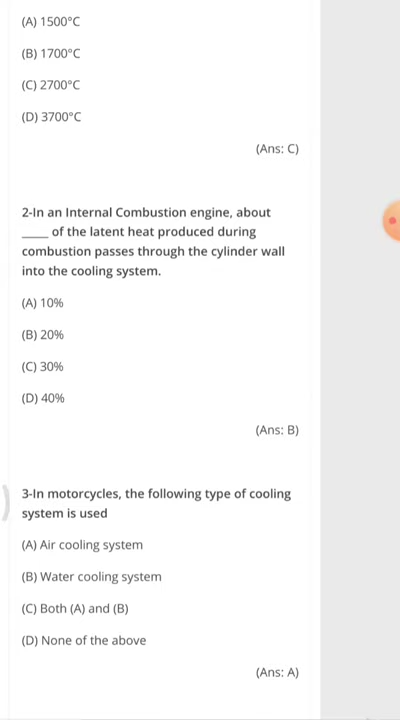 (A) 1500°C
(B) 1700°C
(C) 2700°C
(D) 3700°C
(Ans: C)
2-In an Internal Combustion engine, about
____ of the latent heat produced during
combustion passes through the cylinder wall
into the cooling system.
(A) 10%
(B) 20%
(C) 30%
(D) 40%
(Ans: B)
3-In motorcycles, the following type of cooling
system is used
(A) Air cooling system
(B) Water cooling system
(C) Both (A) and (B)
(D) None of the above
(Ans: A)